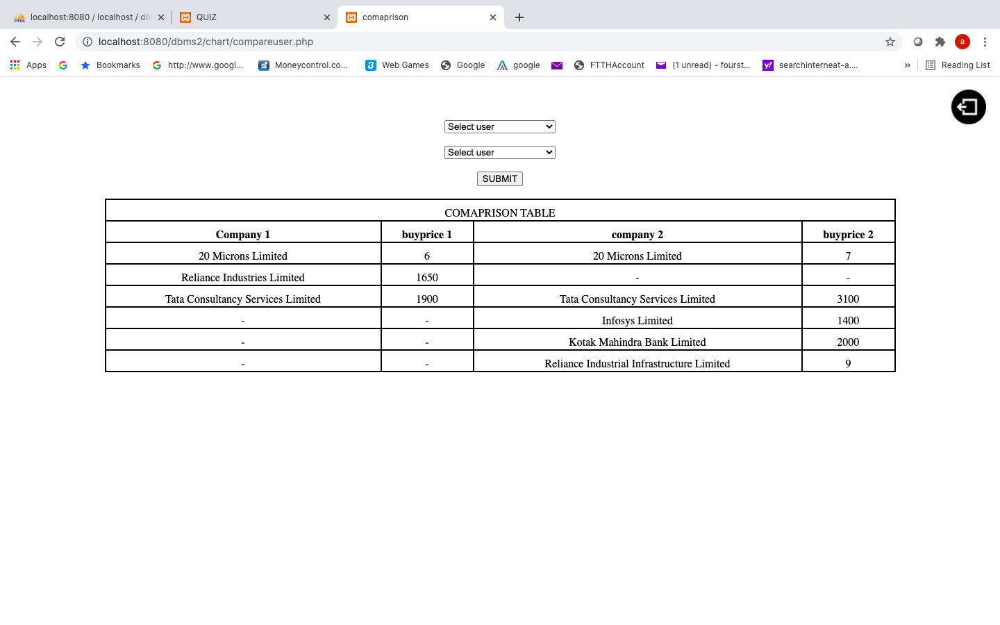 localhost:8080 / localhost / db
QUIZ
comaprison
localhost:8080/dbms2/chart/compareuser.php
a
Apps
Bookmarks
http://www.googl...
Moneycontrol.co...
Web Games
Google
google
FTTHAccount
(1 unread) - fourst...
searchinterneat-a....
»
Reading List
Select user
Select user
SUBMIT
COMAPRISON TABLE
Company 1 buyprice 1 company 2 buyprice 2
20 Microns Limited 6 20 Microns Limited 7
Reliance Industries Limited 1650 - -
Tata Consultancy Services Limited 1900 Tata Consultancy Services Limited 3100
- - Infosys Limited 1400
- - Kotak Mahindra Bank Limited 2000
- - Reliance Industrial Infrastructure Limited 9